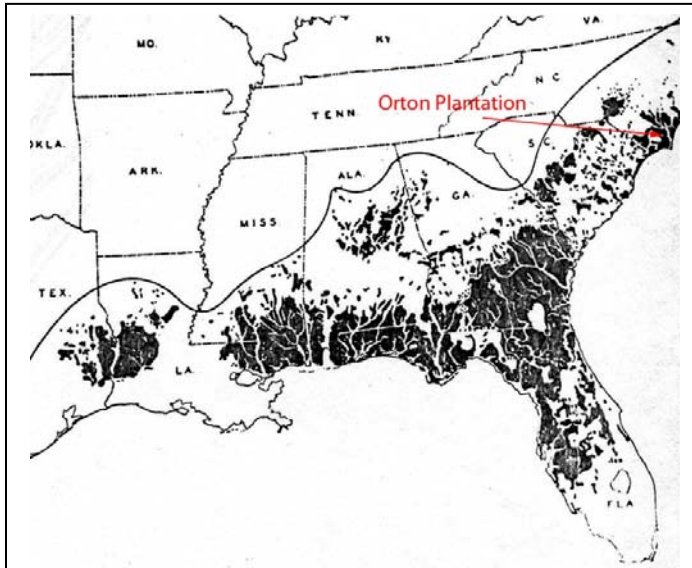 VA.
MO.
KY.
N C
Orton Plantation
TENN.
OKLA.
S C.
ARK.
ALA.
GA.
MISS.
TEX.
LA.
FLA